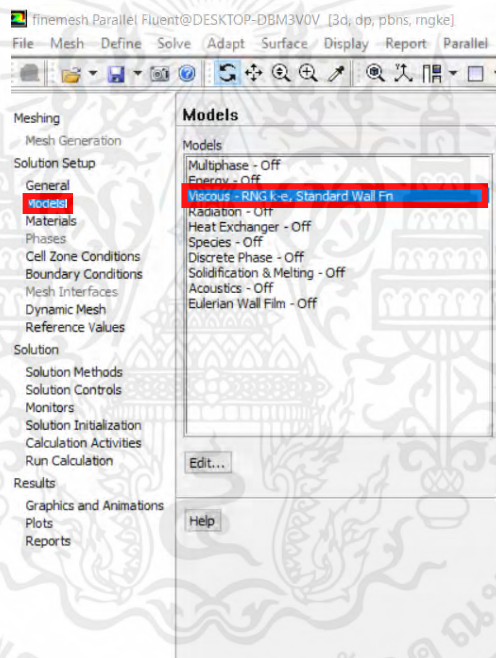 finemesh Parallel Fluent@DESKTOP-DBM3V0V [3d, dp, pbns, rngke]
File Mesh Define Solve Adapt Surface Display Report Parallel
Meshing
Mesh Generation
Solution Setup
General
Models
Materials
Phases
Cell Zone Conditions
Boundary Conditions
Mesh Interfaces
Dynamic Mesh
Reference Values
Solution
Solution Methods
Solution Controls
Monitors
Solution Initialization
Calculation Activities
Run Calculation
Results
Graphics and Animations
Plots
Reports
Models
Models
Multiphase - Off
Energy - Off
Viscous - RNG k-e, Standard Wall Fn
Radiation - Off
Heat Exchanger - Off
Species - Off
Discrete Phase - Off
Solidification & Melting - Off
Acoustics - Off
Eulerian Wall Film - Off
Edit...
Help